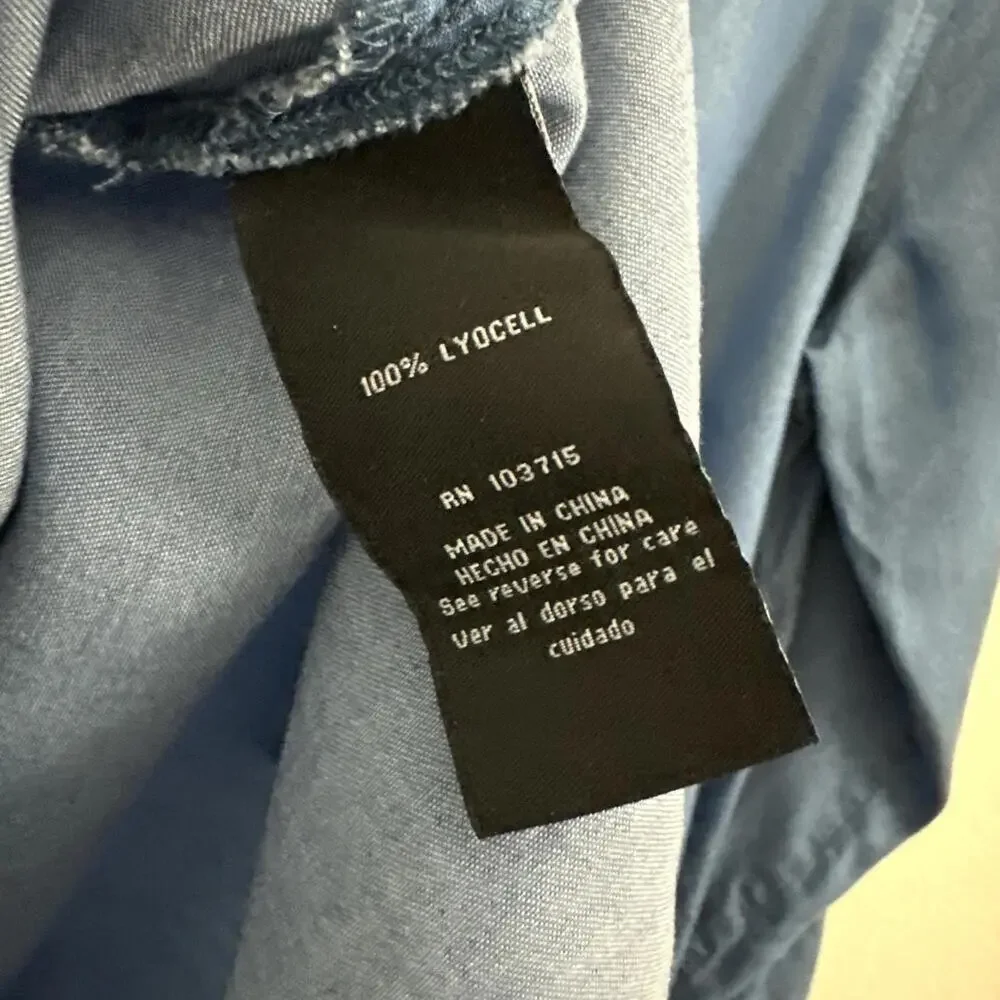 100% LYOCELL
RN 103715
MADE IN CHINA
HECHO EN CHINA
See reverse for care
Ver al dorso para el
cuidado